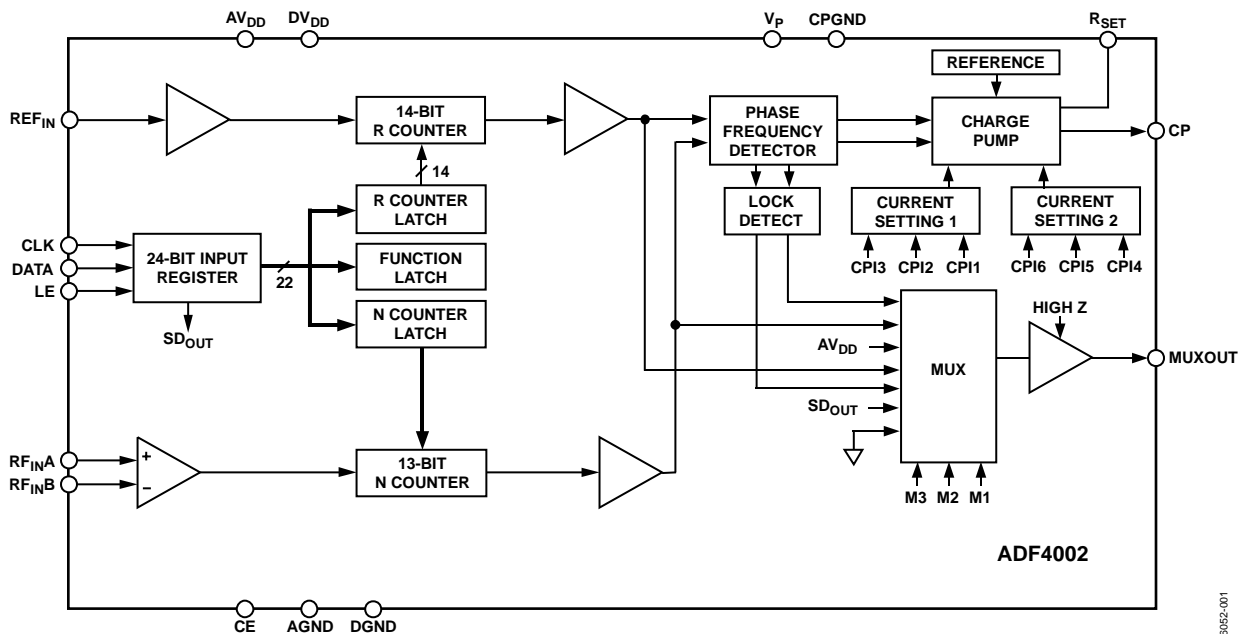 AVDD
DVDD
VP
CPGND
RSET
REFERENCE
REFIN
14-BIT
R COUNTER
PHASE
FREQUENCY
DETECTOR
CHARGE
PUMP
CP
14
R COUNTER
LATCH
LOCK
DETECT
CURRENT
SETTING 1
CURRENT
SETTING 2
CLK
DATA
LE
24-BIT INPUT
REGISTER
22
FUNCTION
LATCH
CPI3
CPI2
CPI1
CPI6
CPI5
CPI4
N COUNTER
LATCH
SDOUT
HIGH Z
AVDD
MUX
MUXOUT
SDOUT
RFINA
RFINB
+
–
13-BIT
N COUNTER
M3
M2
M1
ADF4002
CE
AGND
DGND
6052-001